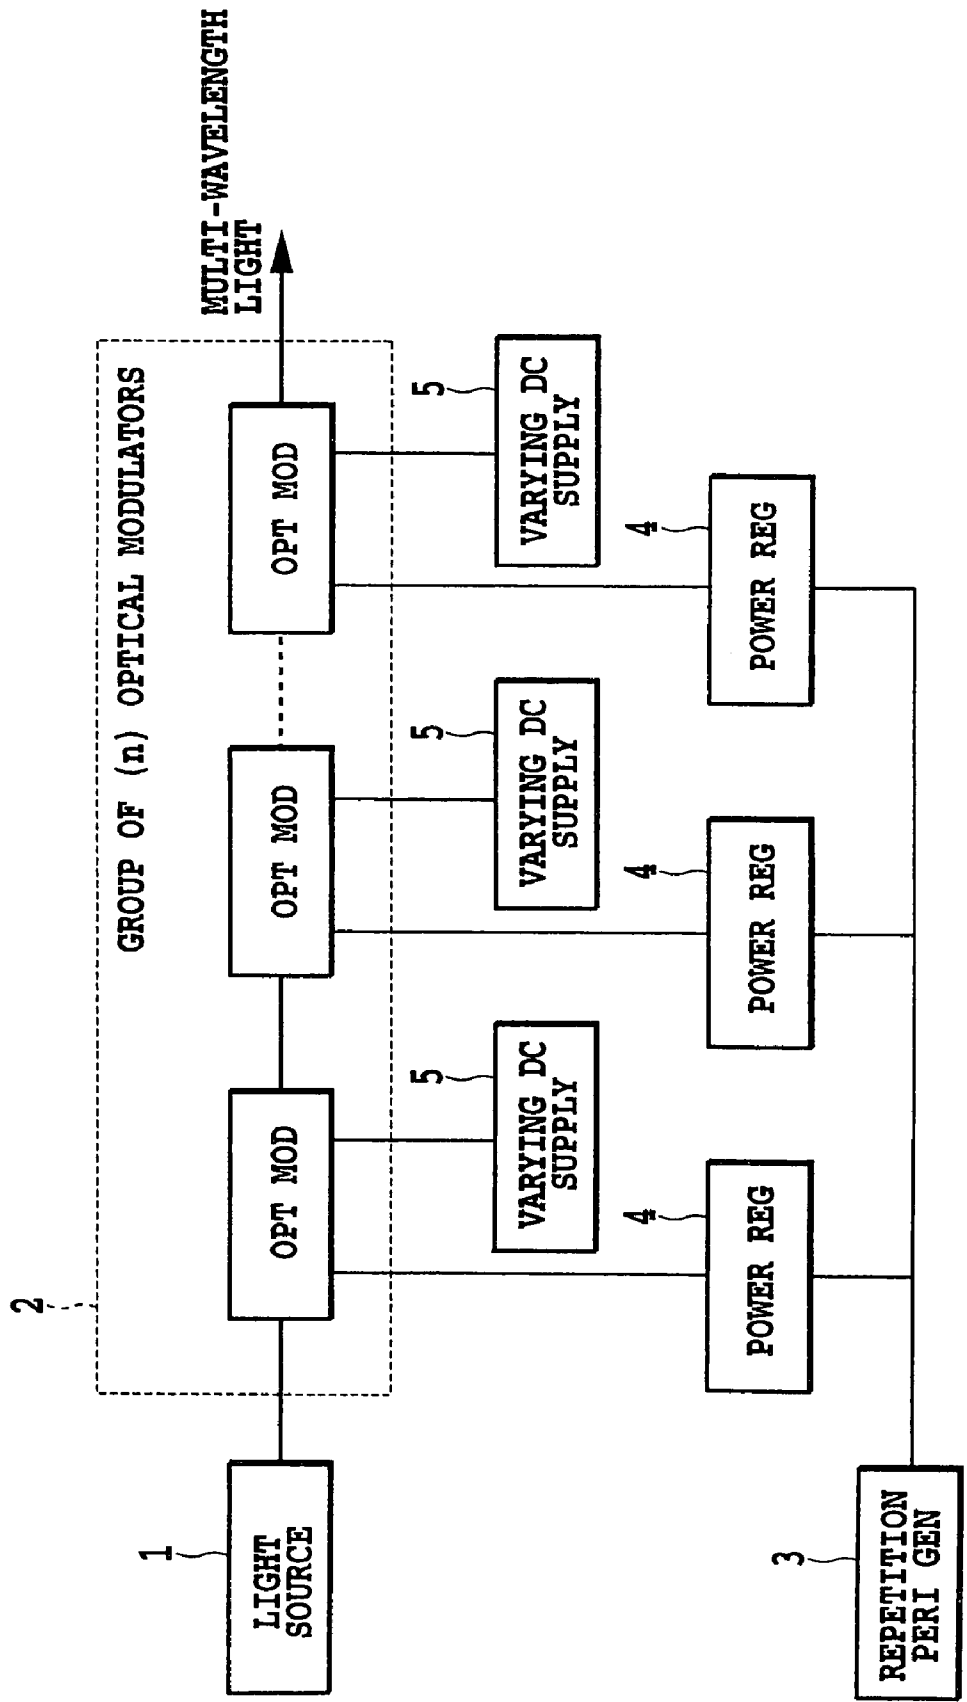 GROUP OF (n) OPTICAL MODULATORS
2
MULTI-WAVELENGTH
LIGHT
1
LIGHT
SOURCE
OPT MOD
OPT MOD
OPT MOD
5
VARYING DC
SUPPLY
5
VARYING DC
SUPPLY
5
VARYING DC
SUPPLY
4
POWER REG
4
POWER REG
4
POWER REG
3
REPETITION
PERI GEN